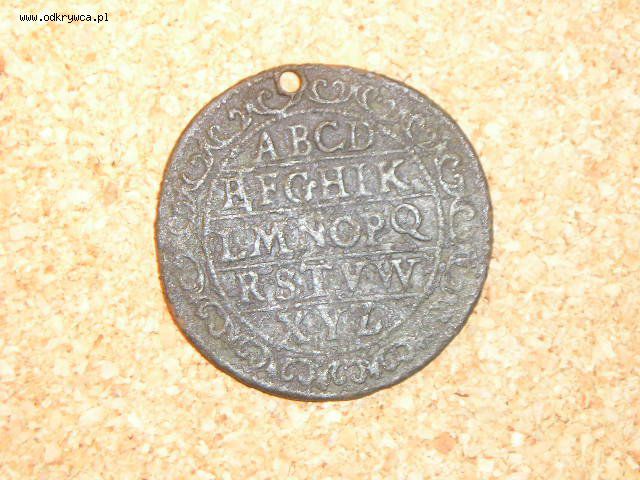 www.odkrywca.pl
ABCD
EFGHIK
LMNOPQ
RSTVW
XYZ